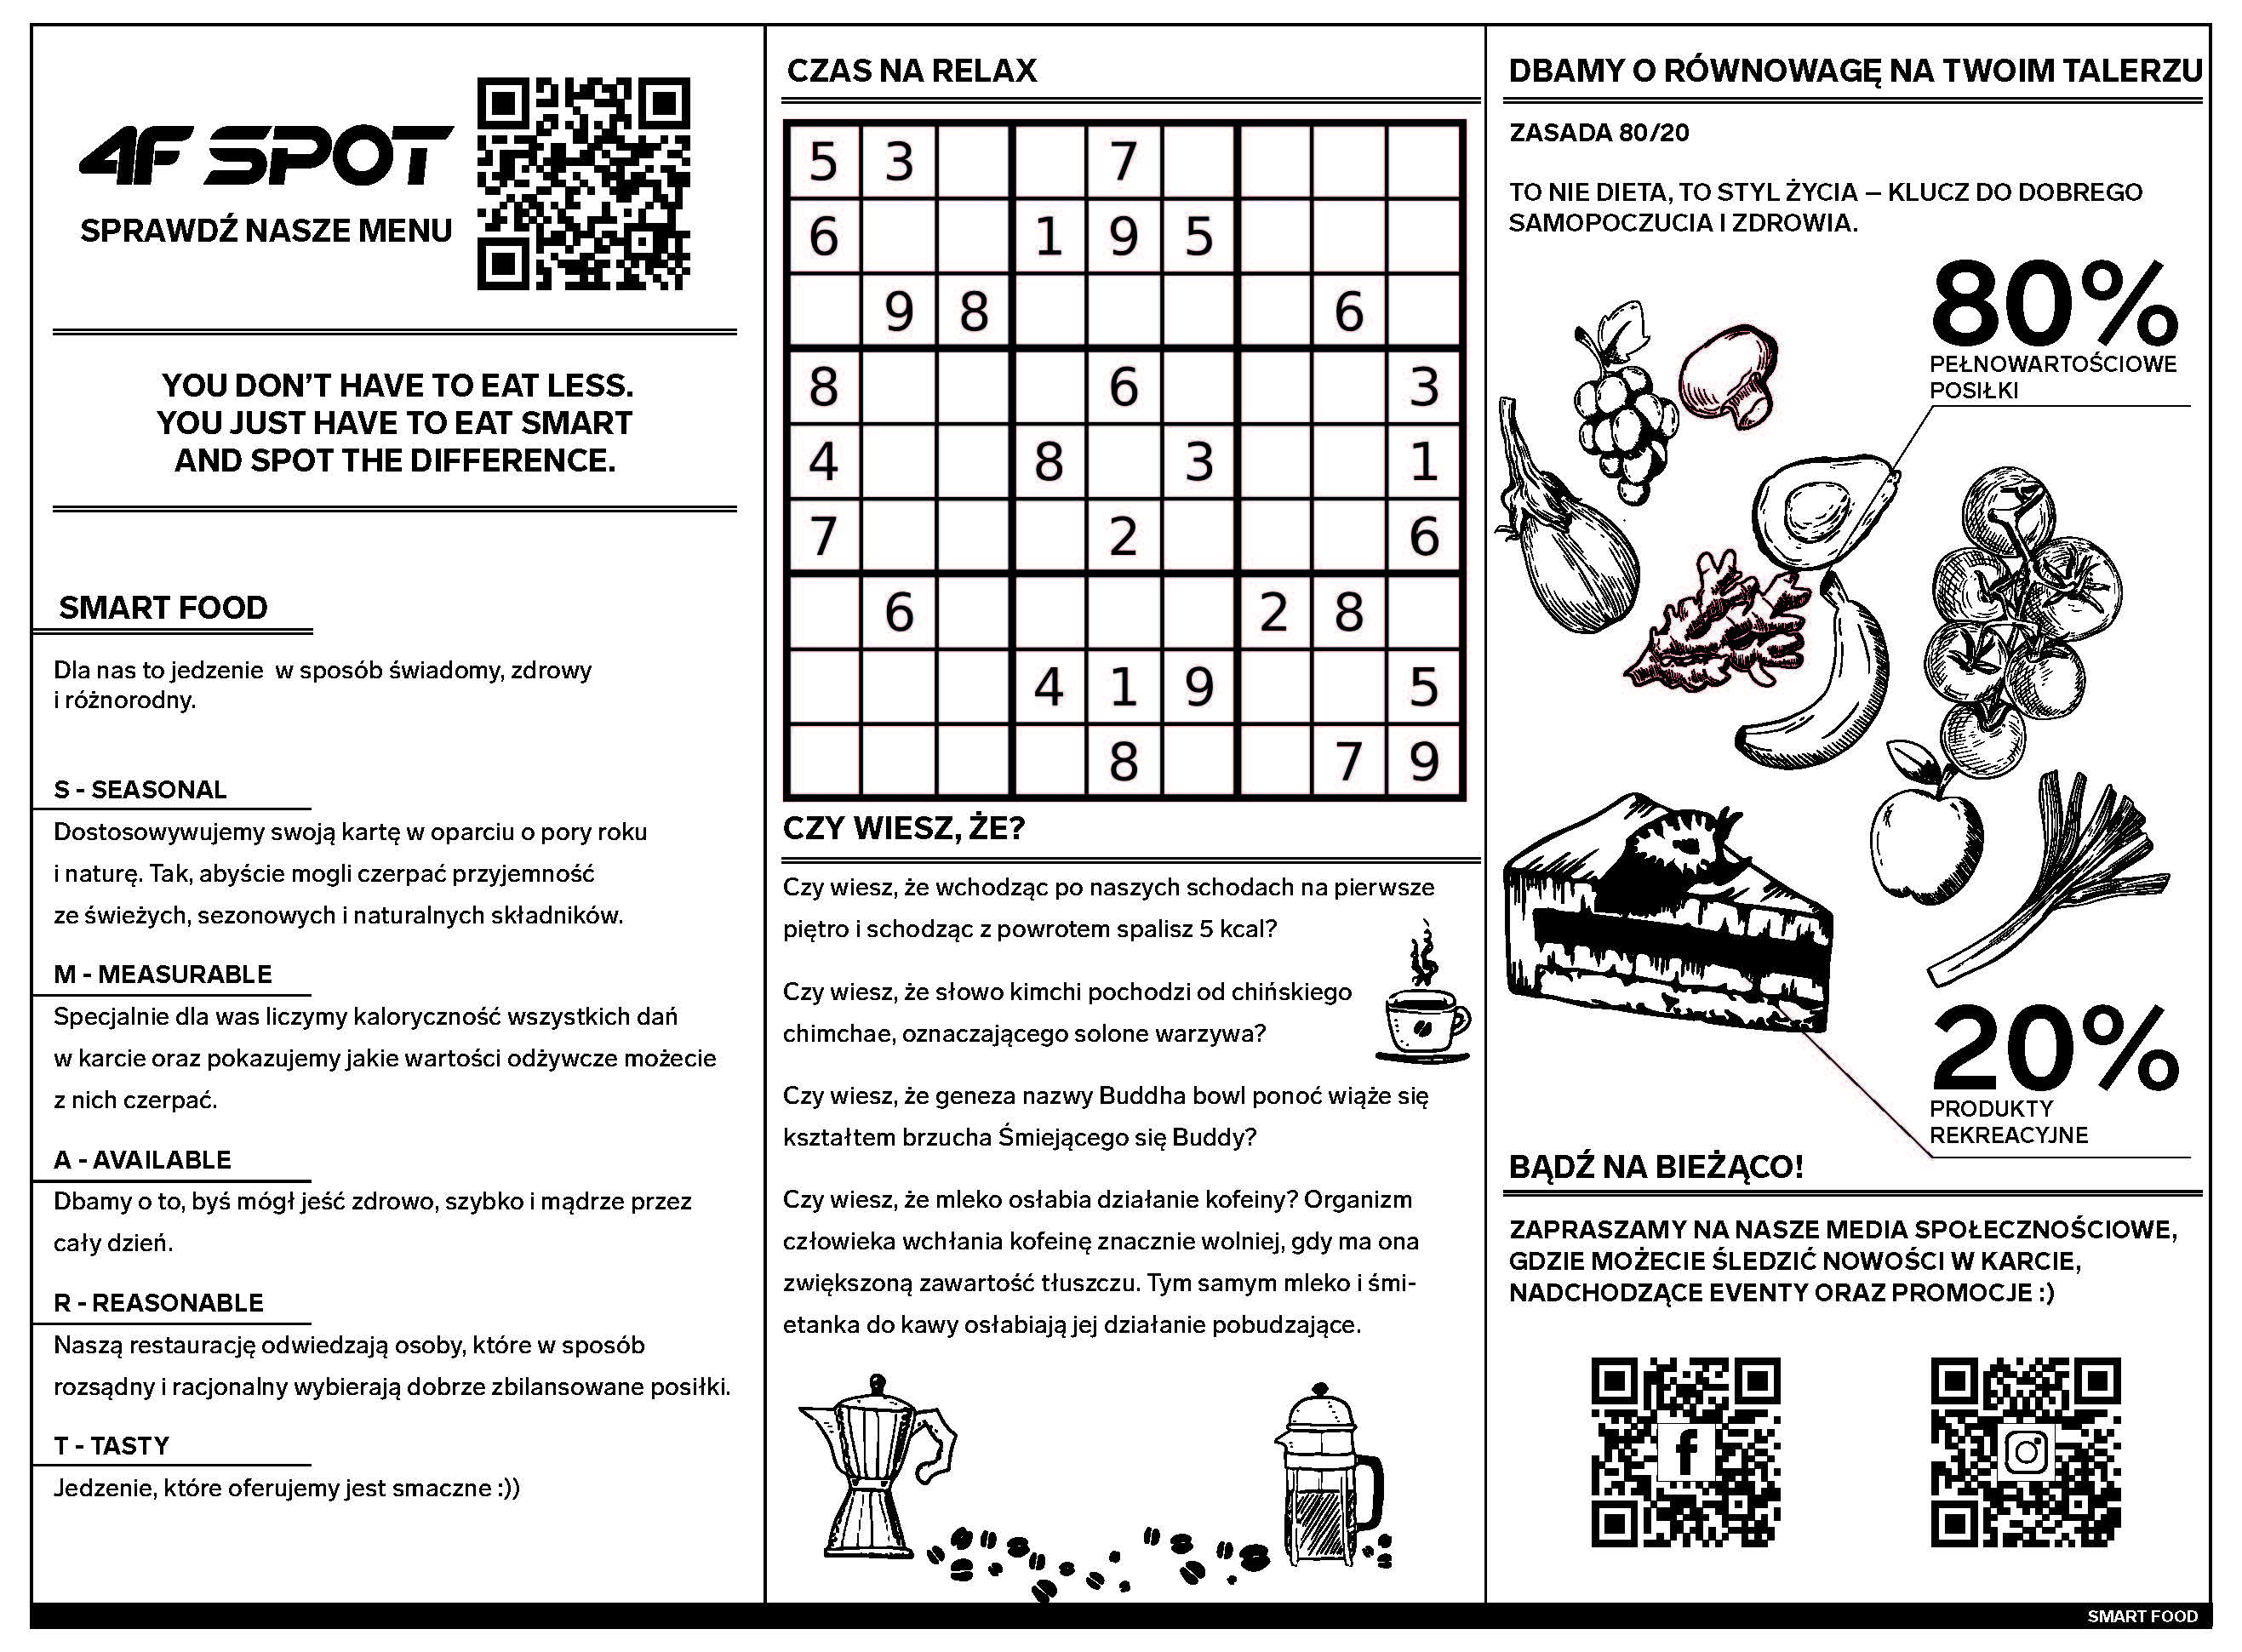 4F SPOT
SPRAWDŹ NASZE MENU
YOU DON'T HAVE TO EAT LESS.
YOU JUST HAVE TO EAT SMART
AND SPOT THE DIFFERENCE.
SMART FOOD
Dla nas to jedzenie w sposób świadomy, zdrowy
i różnorodny.
S - SEASONAL
Dostosowywujemy swoją kartę w oparciu o pory roku
i naturę. Tak, abyście mogli czerpać przyjemność
ze świeżych, sezonowych i naturalnych składników.
M - MEASURABLE
Specjalnie dla was liczymy kaloryczność wszystkich dań
w karcie oraz pokazujemy jakie wartości odżywcze możecie
z nich czerpać.
A - AVAILABLE
Dbamy o to, byś mógł jeść zdrowo, szybko i mądrze przez
cały dzień.
R - REASONABLE
Naszą restaurację odwiedzają osoby, które w sposób
rozsądny i racjonalny wybierają dobrze zbilansowane posiłki.
T - TASTY
Jedzenie, które oferujemy jest smaczne :))
CZAS NA RELAX
5 3 7
6 1 9 5
9 8 6
8 6 3
4 8 3 1
7 2 6
6 2 8
4 1 9 5
8 7 9
CZY WIESZ, ŻE?
Czy wiesz, że wchodząc po naszych schodach na pierwsze
piętro i schodząc z powrotem spalisz 5 kcal?
Czy wiesz, że słowo kimchi pochodzi od chińskiego
chimchae, oznaczającego solone warzywa?
Czy wiesz, że geneza nazwy Buddha bowl ponoć wiąże się
kształtem brzucha Śmiejącego się Buddy?
Czy wiesz, że mleko osłabia działanie kofeiny? Organizm
człowieka wchłania kofeinę znacznie wolniej, gdy ma ona
zwiększoną zawartość tłuszczu. Tym samym mleko i śmi-
etanka do kawy osłabiają jej działanie pobudzające.
DBAMY O RÓWNOWAGĘ NA TWOIM TALERZU
ZASADA 80/20
TO NIE DIETA, TO STYL ŻYCIA – KLUCZ DO DOBREGO
SAMOPOCZUCIA I ZDROWIA.
80%
PEŁNOWARTOŚCIOWE
POSIŁKI
20%
PRODUKTY
REKREACYJNE
BĄDŹ NA BIEŻĄCO!
ZAPRASZAMY NA NASZE MEDIA SPOŁECZNOŚCIOWE,
GDZIE MOŻECIE ŚLEDZIĆ NOWOŚCI W KARCIE,
NADCHODZĄCE EVENTY ORAZ PROMOCJE :)
f
SMART FOOD